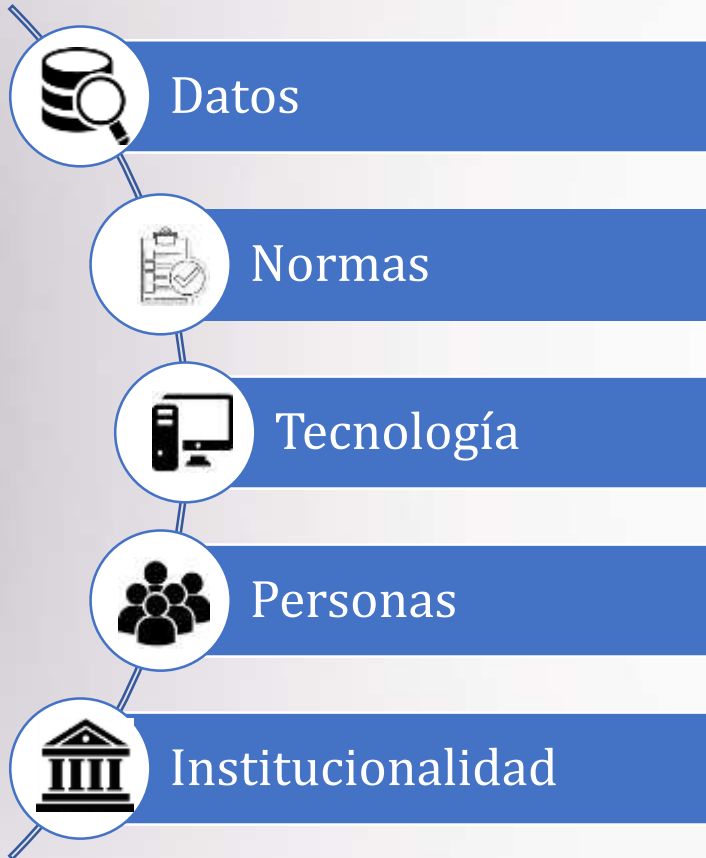 Datos
Normas
Tecnología
Personas
Institucionalidad